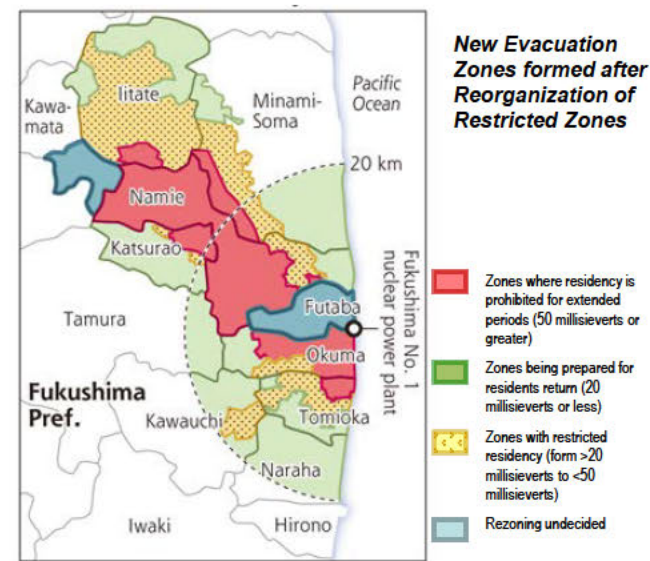 New Evacuation
Zones formed after
Reorganization of
Restricted Zones
Iitate
Kawa-
mata
Minami-
Soma
Pacific
Ocean
20 km
Namie
Katsurao
Fukushima No. 1
nuclear power plant
Futaba
Tamura
Okuma
Fukushima
Pref.
Kawauchi
Tomioka
Naraha
Iwaki
Hirono
Zones where residency is
prohibited for extended
periods (50 millisieverts or
greater)
Zones being prepared for
residents return (20
millisieverts or less)
Zones with restricted
residency (form >20
millisieverts to <50
millisieverts)
Rezoning undecided